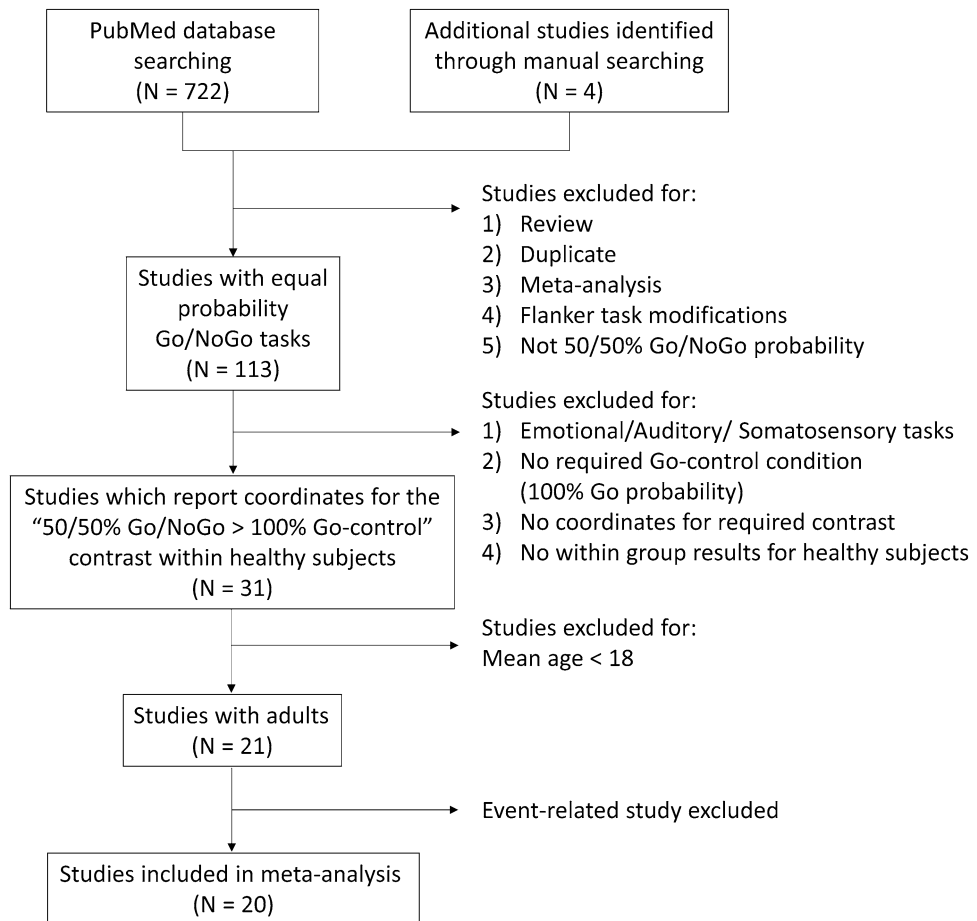 PubMed database
searching
(N = 722)
Additional studies identified
through manual searching
(N = 4)
Studies excluded for:
1) Review
2) Duplicate
3) Meta-analysis
4) Flanker task modifications
5) Not 50/50% Go/NoGo probability
Studies with equal
probability
Go/NoGo tasks
(N = 113)
Studies excluded for:
1) Emotional/Auditory/ Somatosensory tasks
2) No required Go-control condition
(100% Go probability)
3) No coordinates for required contrast
4) No within group results for healthy subjects
Studies which report coordinates for the
“50/50% Go/NoGo > 100% Go-control”
contrast within healthy subjects
(N = 31)
Studies excluded for:
Mean age < 18
Studies with adults
(N = 21)
Event-related study excluded
Studies included in meta-analysis
(N = 20)